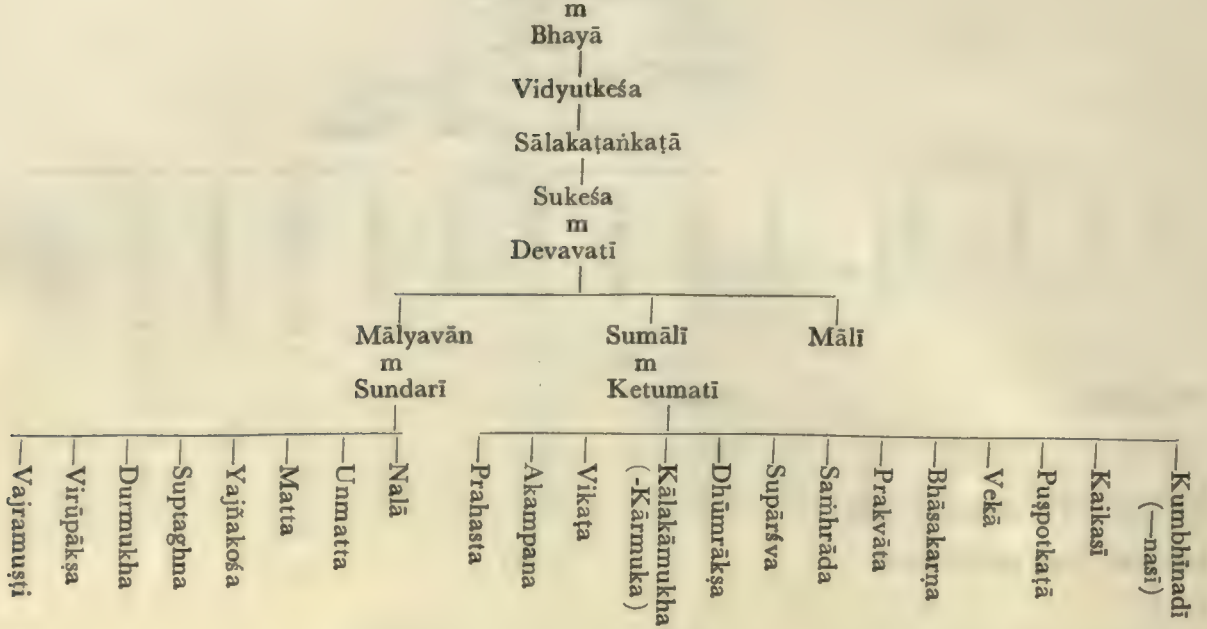 m
Bhayā
Vidyutkeśa
Sālakaṭaṅkaṭā
Sukeśa
m
Devavatī
Mālyavān Sumālī Mālī
m m
Sundarī Ketumatī
Vajramuṣṭi
Virūpākṣa
Durmukha
Suptaghna
Yajñakośa
Matta
Unmatta
Nalā
Prahasta
Akampana
Vikaṭa
Kālakāmukha
(-Kārmuka)
Dhūmrākṣa
Supārśva
Saṁhrāda
Prakvāta
Bhāsakarṇa
Vekā
Puṣpotkaṭā
Kaikasī
Kumbhīnadī
(—nasī)